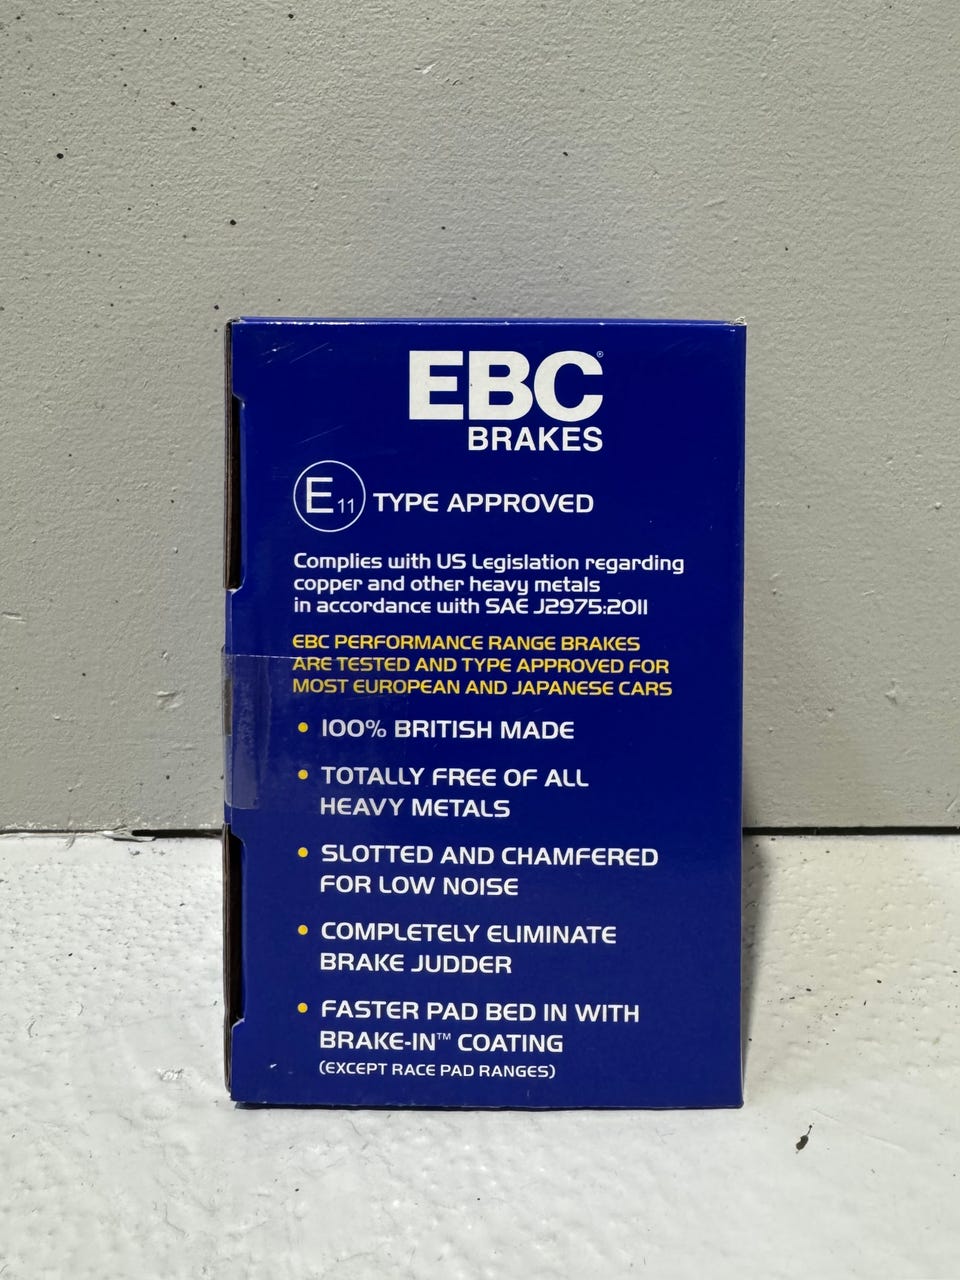 EBC®
BRAKES
E11 TYPE APPROVED
Complies with US Legislation regarding
copper and other heavy metals
in accordance with SAE J2975:2011
EBC PERFORMANCE RANGE BRAKES
ARE TESTED AND TYPE APPROVED FOR
MOST EUROPEAN AND JAPANESE CARS
• 100% BRITISH MADE
• TOTALLY FREE OF ALL
HEAVY METALS
• SLOTTED AND CHAMFERED
FOR LOW NOISE
• COMPLETELY ELIMINATE
BRAKE JUDDER
• FASTER PAD BED IN WITH
BRAKE-IN™ COATING
(EXCEPT RACE PAD RANGES)